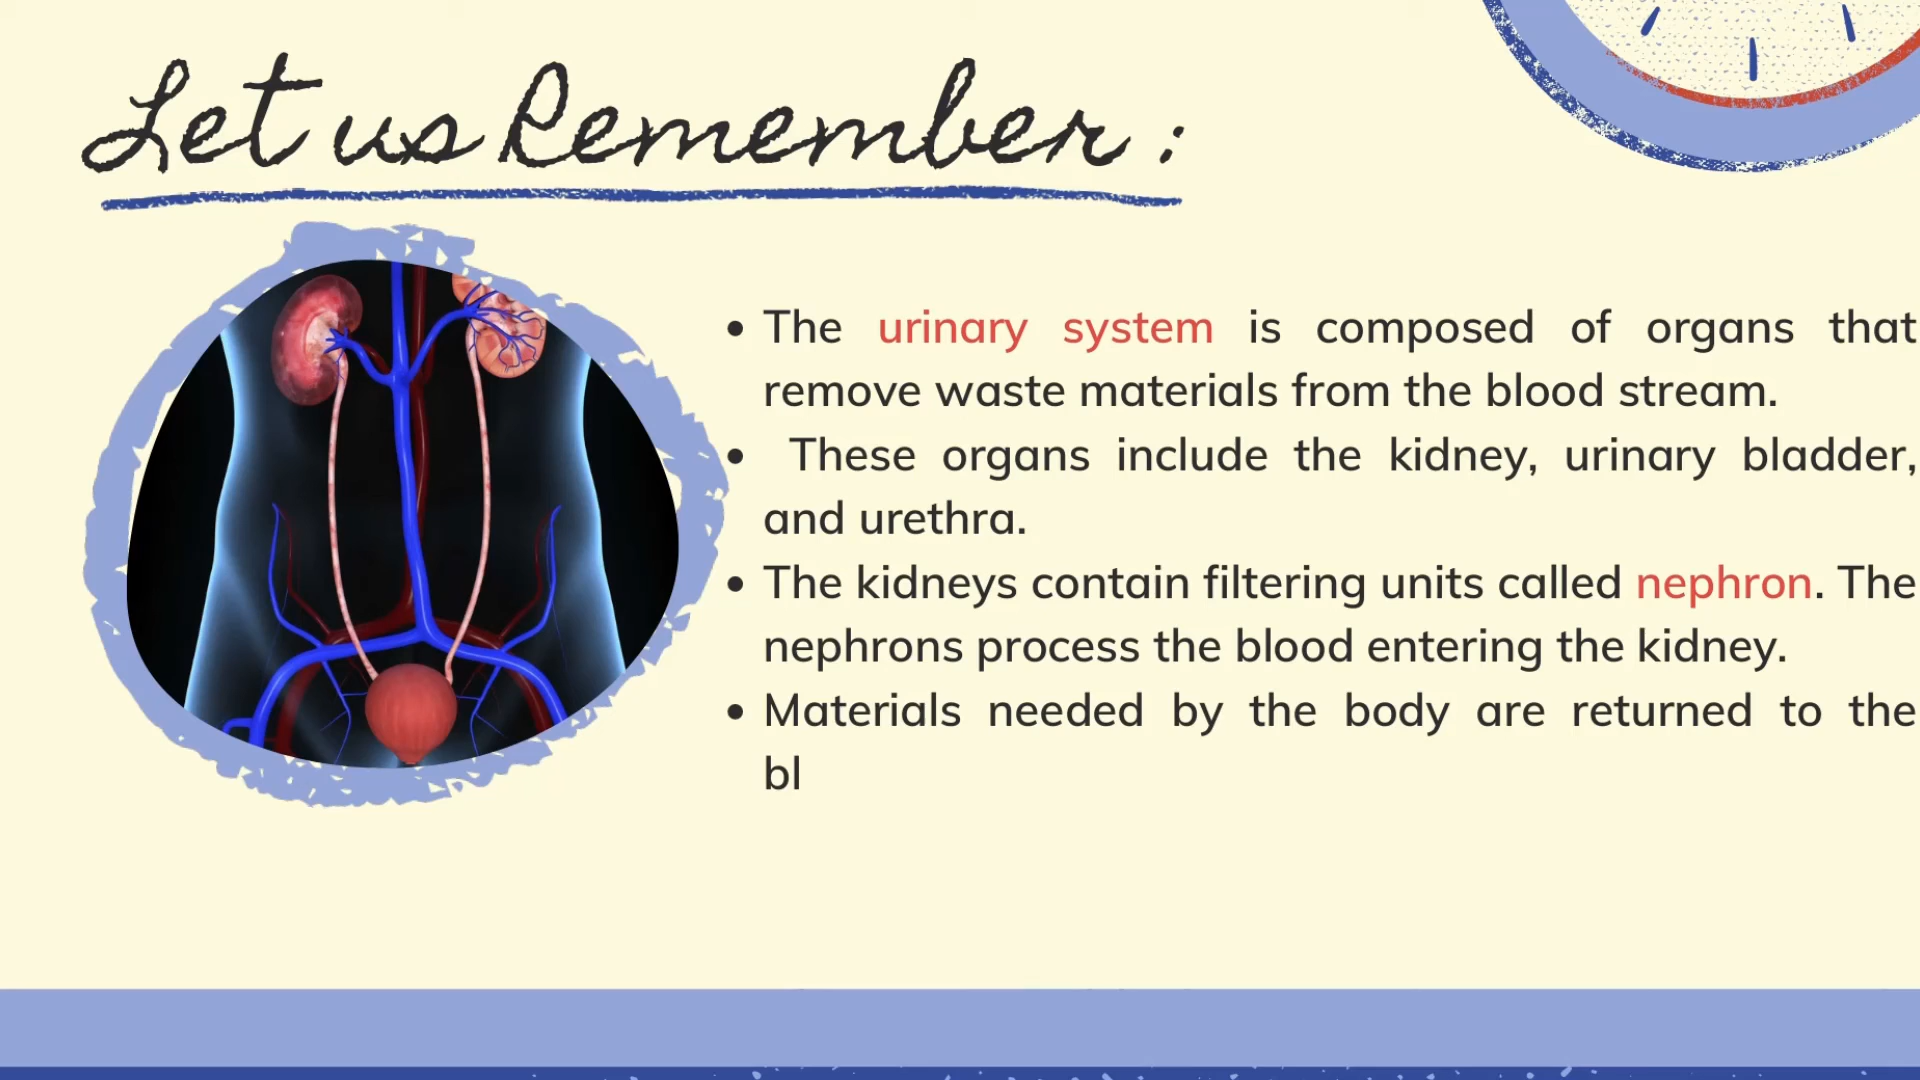 Let us Remember :
• The urinary system is composed of organs that
remove waste materials from the blood stream.
• These organs include the kidney, urinary bladder,
and urethra.
• The kidneys contain filtering units called nephron. The
nephrons process the blood entering the kidney.
• Materials needed by the body are returned to the
bl